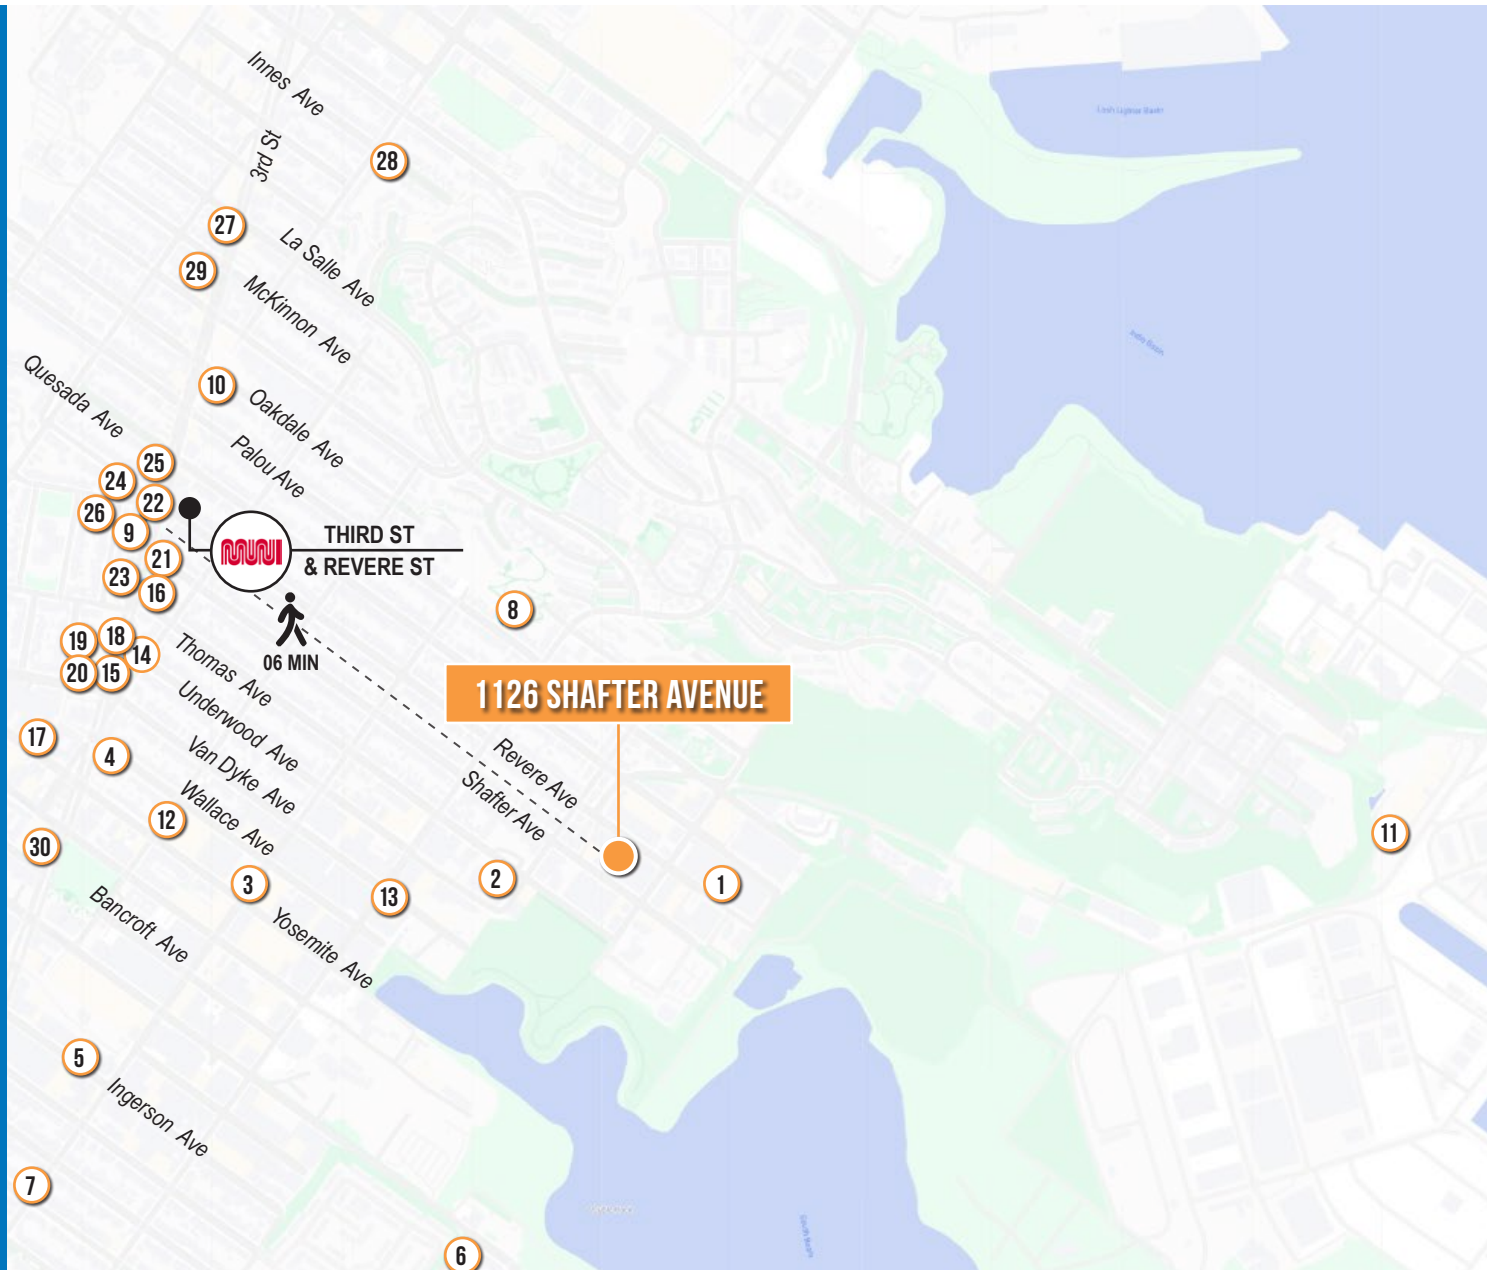 Innes Ave
3rd St
28
27
La Salle Ave
29
McKinnon Ave
Quesada Ave
10
Oakdale Ave
Palou Ave
25
24
22
26
9
21
23
16
muni
THIRD ST
& REVERE ST
06 MIN
8
19
18
14
20
15
Thomas Ave
Underwood Ave
1126 SHAFTER AVENUE
17
4
Van Dyke Ave
Revere Ave
Shafter Ave
12
Wallace Ave
30
11
3
13
2
1
Bancroft Ave
Yosemite Ave
5
Ingerson Ave
7
6